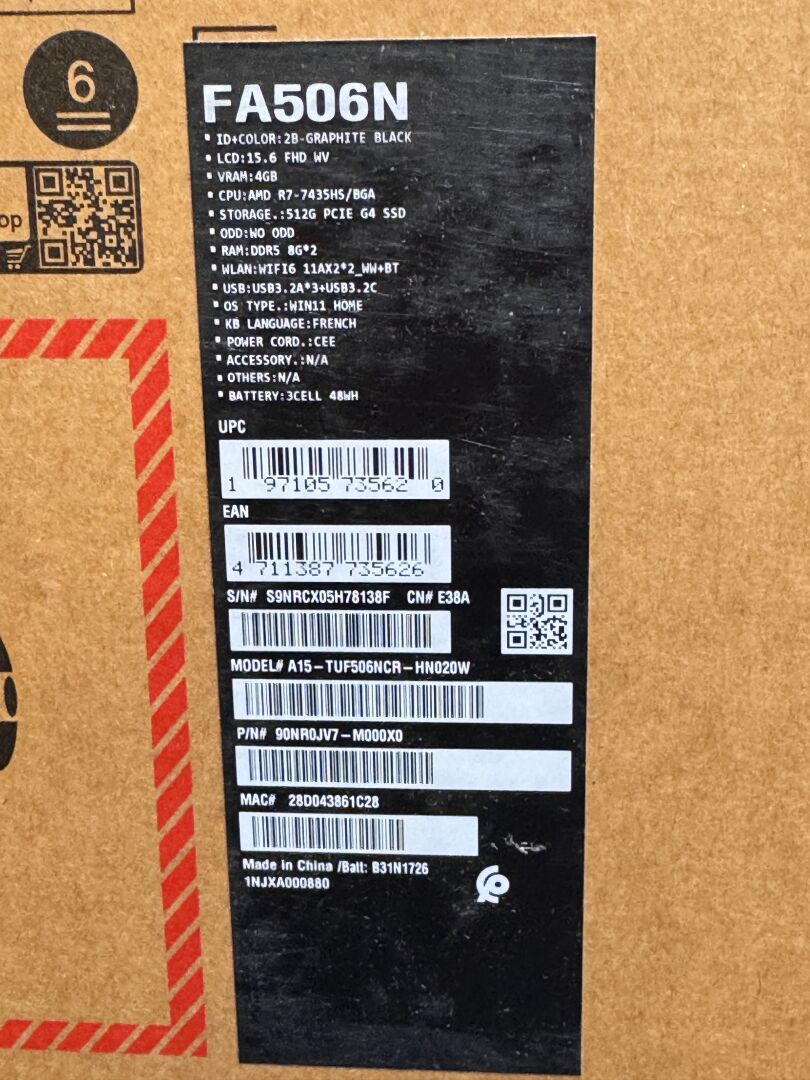 6
op
FA506N
ID+COLOR:2B-GRAPHITE BLACK
LCD:15.6 FHD WV
VRAM:4GB
CPU:AMD R7-7435HS/BGA
STORAGE.:512G PCIE G4 SSD
ODD:WO ODD
RAM:DDR5 8G*2
WLAN:WIFI6 11AX2*2_WW+BT
USB:USB3.2A*3+USB3.2C
OS TYPE.:WIN11 HOME
KB LANGUAGE:FRENCH
POWER CORD.:CEE
ACCESSORY.:N/A
OTHERS:N/A
BATTERY:3CELL 48WH
UPC
1 97105 73562 0
EAN
4 711387 735626
S/N# S9NRCX05H78138F CN# E38A
MODEL# A15-TUF506NCR-HN020W
P/N# 90NR0JV7-M000X0
MAC# 28D043861C28
Made in China /Batt: B31N1726
1NJXA000880